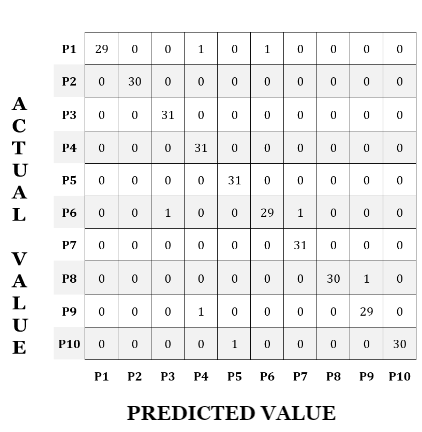 P1 29 0 0 1 0 1 0 0 0 0
P2 0 30 0 0 0 0 0 0 0 0
P3 0 0 31 0 0 0 0 0 0 0
P4 0 0 0 31 0 0 0 0 0 0
P5 0 0 0 0 31 0 0 0 0 0
P6 0 0 1 0 0 29 1 0 0 0
P7 0 0 0 0 0 0 31 0 0 0
P8 0 0 0 0 0 0 0 30 1 0
P9 0 0 0 1 0 0 0 0 29 0
P10 0 0 0 0 1 0 0 0 0 30
P1 P2 P3 P4 P5 P6 P7 P8 P9 P10
ACTUAL VALUE
PREDICTED VALUE